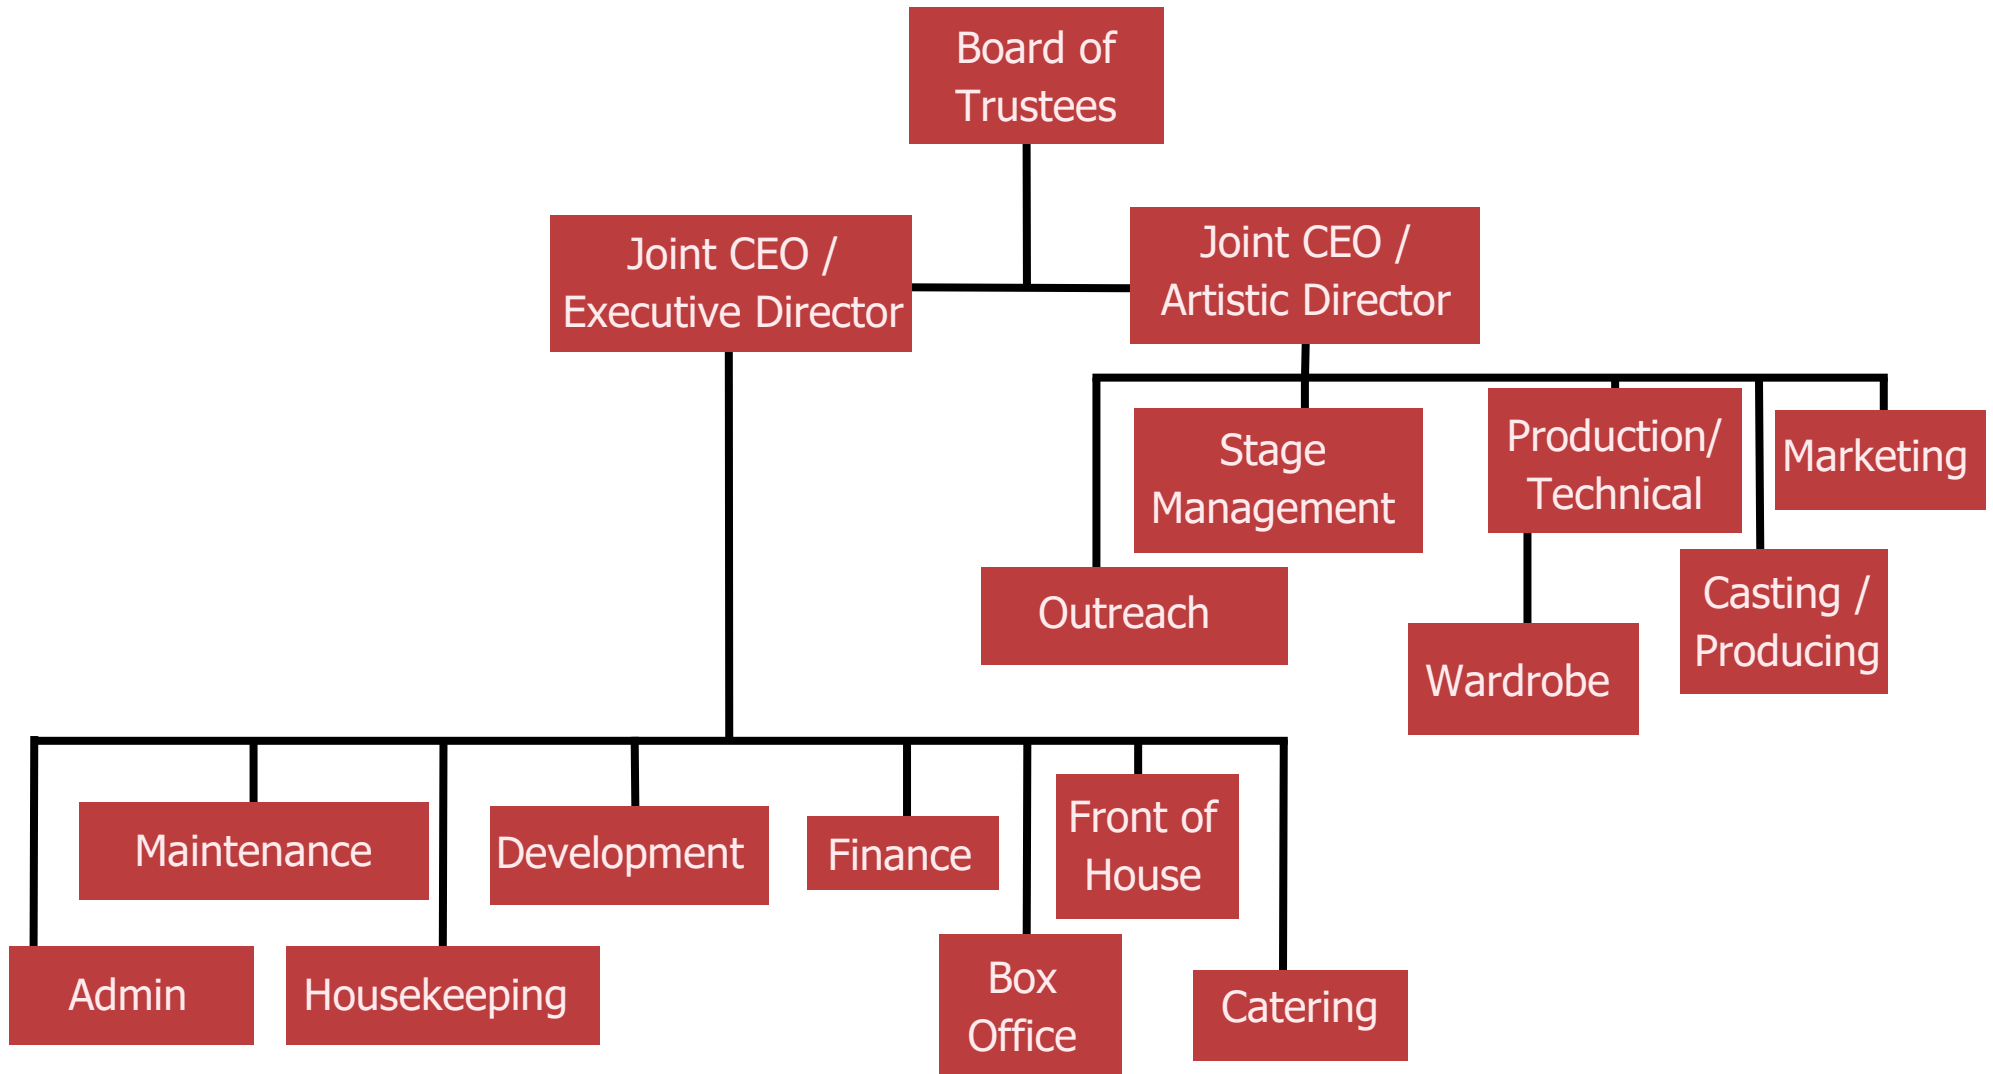 Board of
Trustees
Joint CEO /
Executive Director
Joint CEO /
Artistic Director
Stage
Management
Production/
Technical
Marketing
Outreach
Casting /
Producing
Wardrobe
Maintenance
Development
Finance
Front of
House
Admin
Housekeeping
Box
Office
Catering